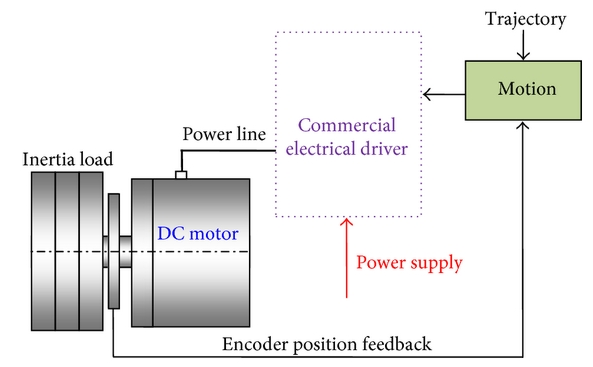 Trajectory
Motion
Commercial
electrical driver
Power line
Inertia load
DC motor
Power supply
Encoder position feedback